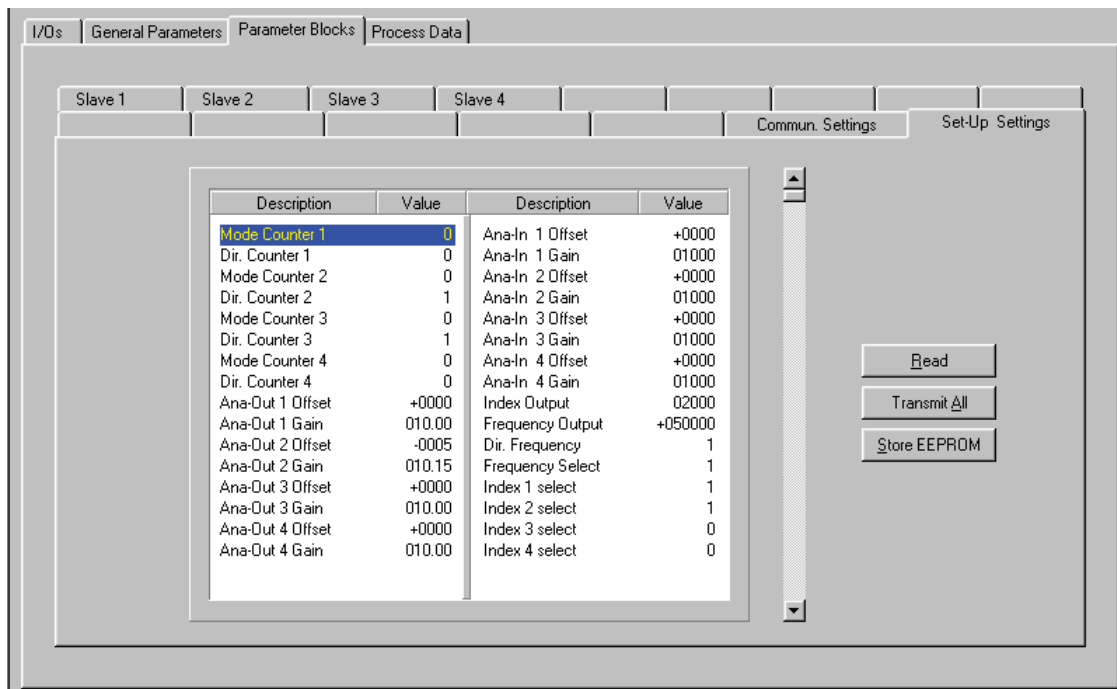 I/Os General Parameters Parameter Blocks Process Data
Slave 1 Slave 2 Slave 3 Slave 4
Commun. Settings Set-Up Settings
Description Value Description Value
Mode Counter 1 0 Ana-In 1 Offset +0000
Dir. Counter 1 0 Ana-In 1 Gain 01000
Mode Counter 2 0 Ana-In 2 Offset +0000
Dir. Counter 2 1 Ana-In 2 Gain 01000
Mode Counter 3 0 Ana-In 3 Offset +0000
Dir. Counter 3 1 Ana-In 3 Gain 01000
Mode Counter 4 0 Ana-In 4 Offset +0000
Dir. Counter 4 0 Ana-In 4 Gain 01000
Ana-Out 1 Offset +0000 Index Output 02000
Ana-Out 1 Gain 010.00 Frequency Output +050000
Ana-Out 2 Offset -0005 Dir. Frequency 1
Ana-Out 2 Gain 010.15 Frequency Select 1
Ana-Out 3 Offset +0000 Index 1 select 1
Ana-Out 3 Gain 010.00 Index 2 select 1
Ana-Out 4 Offset +0000 Index 3 select 0
Ana-Out 4 Gain 010.00 Index 4 select 0
Read
Transmit All
Store EEPROM